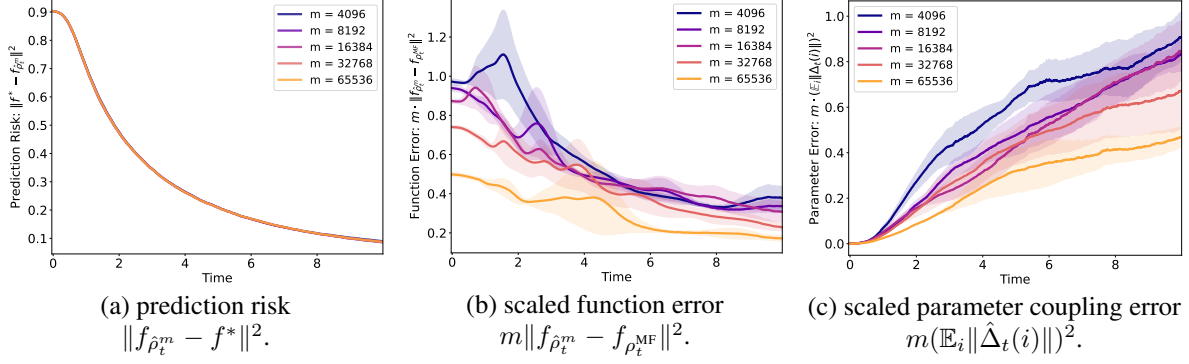 Prediction Risk: ‖f* − f_{ρ̂_t^m}‖²
0.9
0.8
0.7
0.6
0.5
0.4
0.3
0.2
0.1
0
2
4
6
8
Time
m = 4096
m = 8192
m = 16384
m = 32768
m = 65536
(a) prediction risk
‖f_{ρ̂_t^m} − f*‖².
Function Error: m · ‖f_{ρ̂_t^m} − f_{ρ_t^{MF}}‖²
1.2
1.0
0.8
0.6
0.4
0.2
0
2
4
6
8
Time
m = 4096
m = 8192
m = 16384
m = 32768
m = 65536
(b) scaled function error
m‖f_{ρ̂_t^m} − f_{ρ_t^{MF}}‖².
Parameter Error: m · (𝔼_i‖Δ_t(i)‖)²
1.0
0.8
0.6
0.4
0.2
0.0
0
2
4
6
8
Time
m = 4096
m = 8192
m = 16384
m = 32768
m = 65536
(c) scaled parameter coupling error
m(𝔼_i‖Δ̂_t(i)‖)².